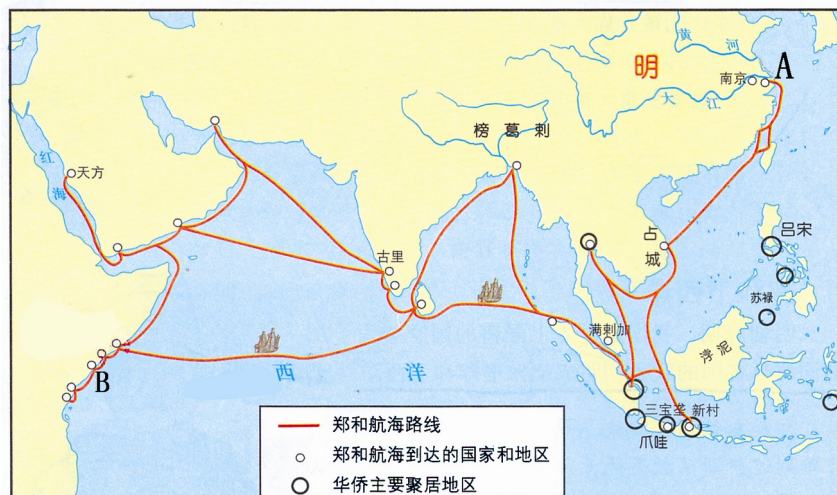 黄河
明
A
南京
大江
榜葛剌
红海
天方
占城
吕宋
古里
苏禄
满剌加
浡泥
B
西洋
三宝垄 新村
爪哇
郑和航海路线
郑和航海到达的国家和地区
华侨主要聚居地区